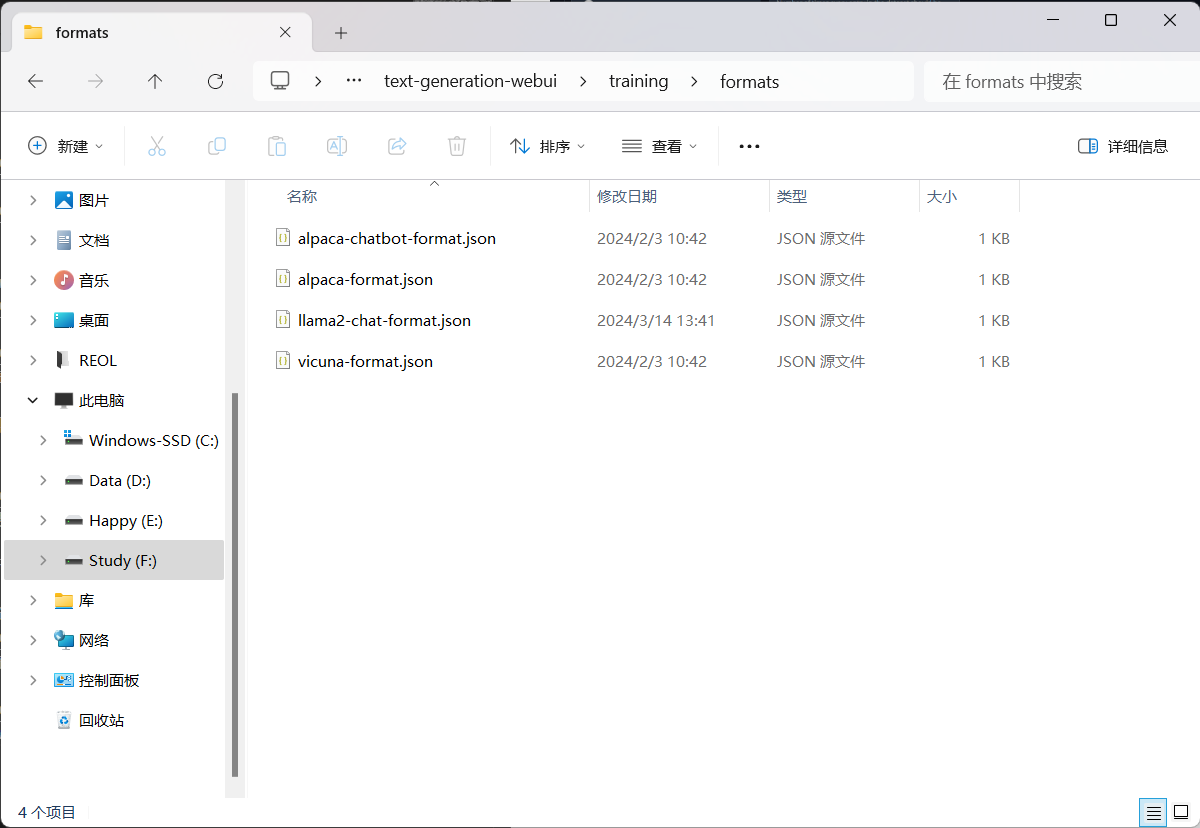 formats
text-generation-webui
training
formats
在 formats 中搜索
新建
排序
查看
详细信息
图片
文档
音乐
桌面
REOL
此电脑
Windows-SSD (C:)
Data (D:)
Happy (E:)
Study (F:)
库
网络
控制面板
回收站
名称 修改日期 类型 大小
alpaca-chatbot-format.json 2024/2/3 10:42 JSON 源文件 1 KB
alpaca-format.json 2024/2/3 10:42 JSON 源文件 1 KB
llama2-chat-format.json 2024/3/14 13:41 JSON 源文件 1 KB
vicuna-format.json 2024/2/3 10:42 JSON 源文件 1 KB
4 个项目